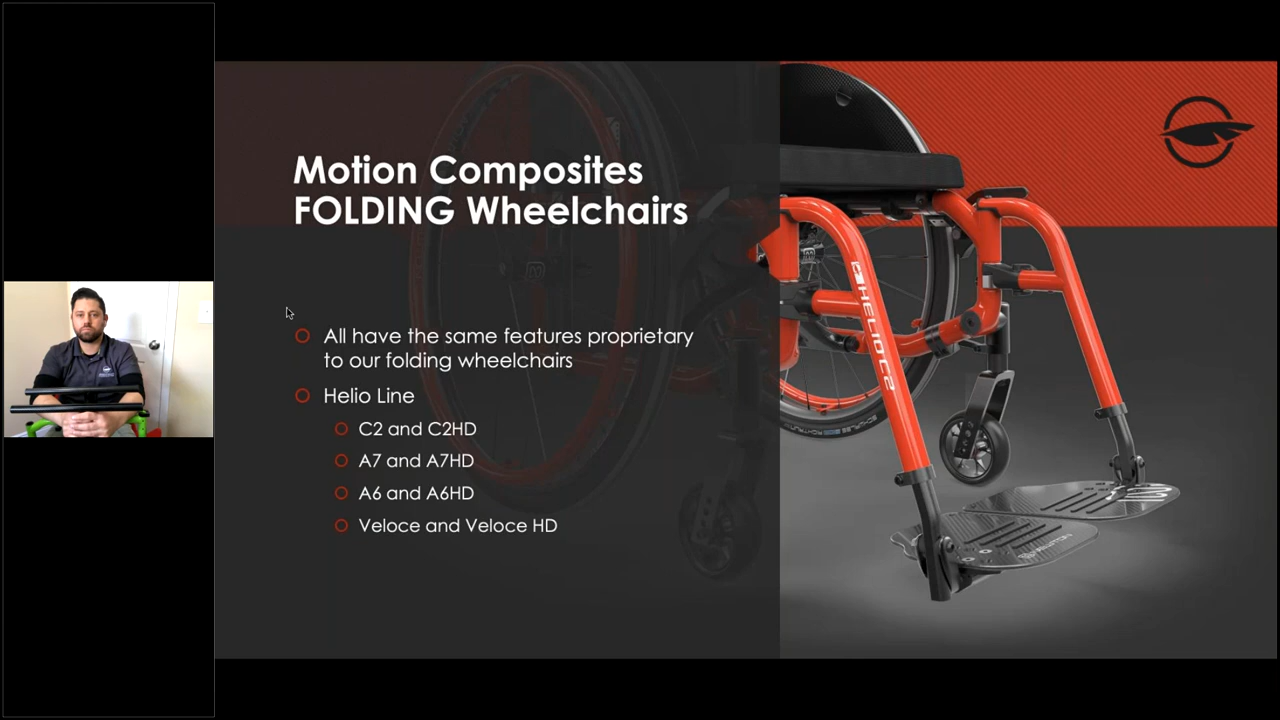 Motion Composites
FOLDING Wheelchairs
All have the same features proprietary
to our folding wheelchairs
Helio Line
C2 and C2HD
A7 and A7HD
A6 and A6HD
Veloce and Veloce HD
HELIO C2